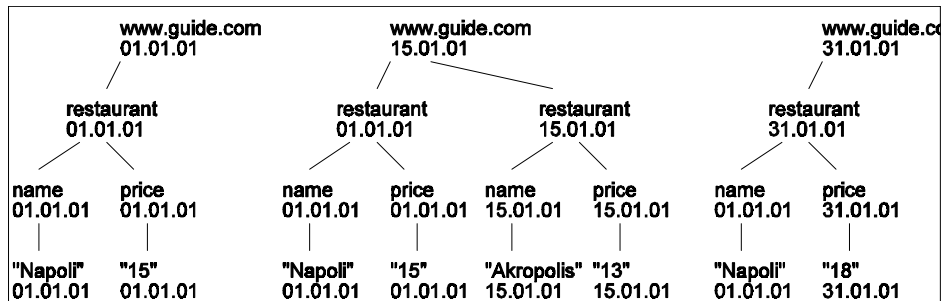 www.guide.com www.guide.com www.guide.co
01.01.01 15.01.01 31.01.01
restaurant restaurant restaurant restaurant
01.01.01 01.01.01 15.01.01 31.01.01
name price name price name price name price
01.01.01 01.01.01 01.01.01 01.01.01 15.01.01 15.01.01 01.01.01 31.01.01
"Napoli" "15" "Napoli" "15" "Akropolis" "13" "Napoli" "18"
01.01.01 01.01.01 01.01.01 01.01.01 15.01.01 15.01.01 01.01.01 31.01.01